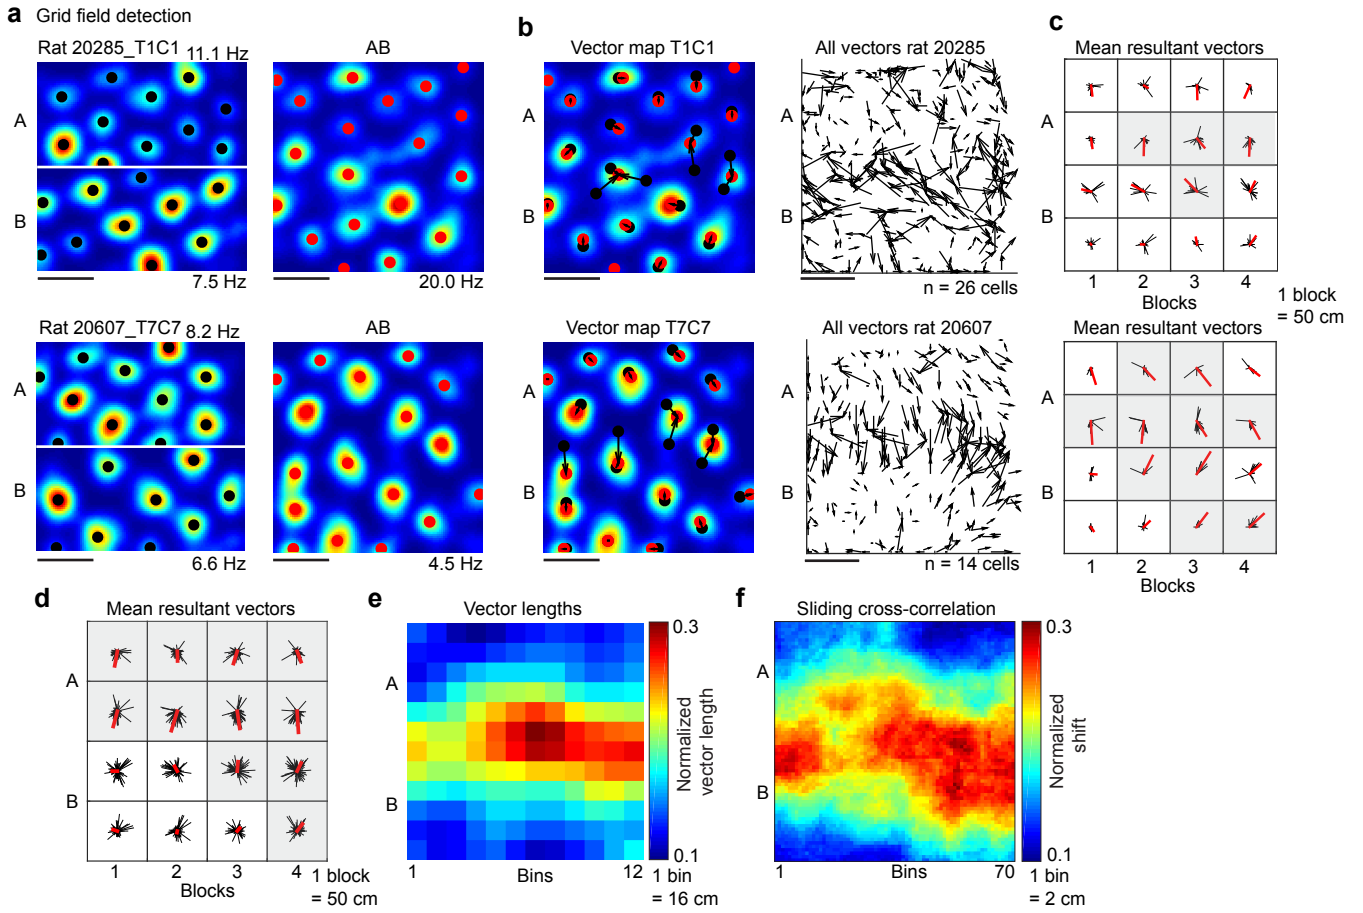 a Grid field detection
Rat 20285_T1C1 11.1 Hz
A
B
7.5 Hz
AB
20.0 Hz
Rat 20607_T7C7 8.2 Hz
A
B
6.6 Hz
AB
4.5 Hz
b
Vector map T1C1
A
B
All vectors rat 20285
A
B
n = 26 cells
Vector map T7C7
A
B
All vectors rat 20607
A
B
n = 14 cells
c
Mean resultant vectors
A
B
1 2 3 4
Blocks
1 block
= 50 cm
Mean resultant vectors
A
B
1 2 3 4
Blocks
d
Mean resultant vectors
A
B
1 2 3 4
Blocks
1 block
= 50 cm
e
Vector lengths
A
B
1 Bins 12
0.3
Normalized
vector length
0.1
1 bin
= 16 cm
f
Sliding cross-correlation
A
B
1 Bins 70
0.3
Normalized
shift
0.1
1 bin
= 2 cm